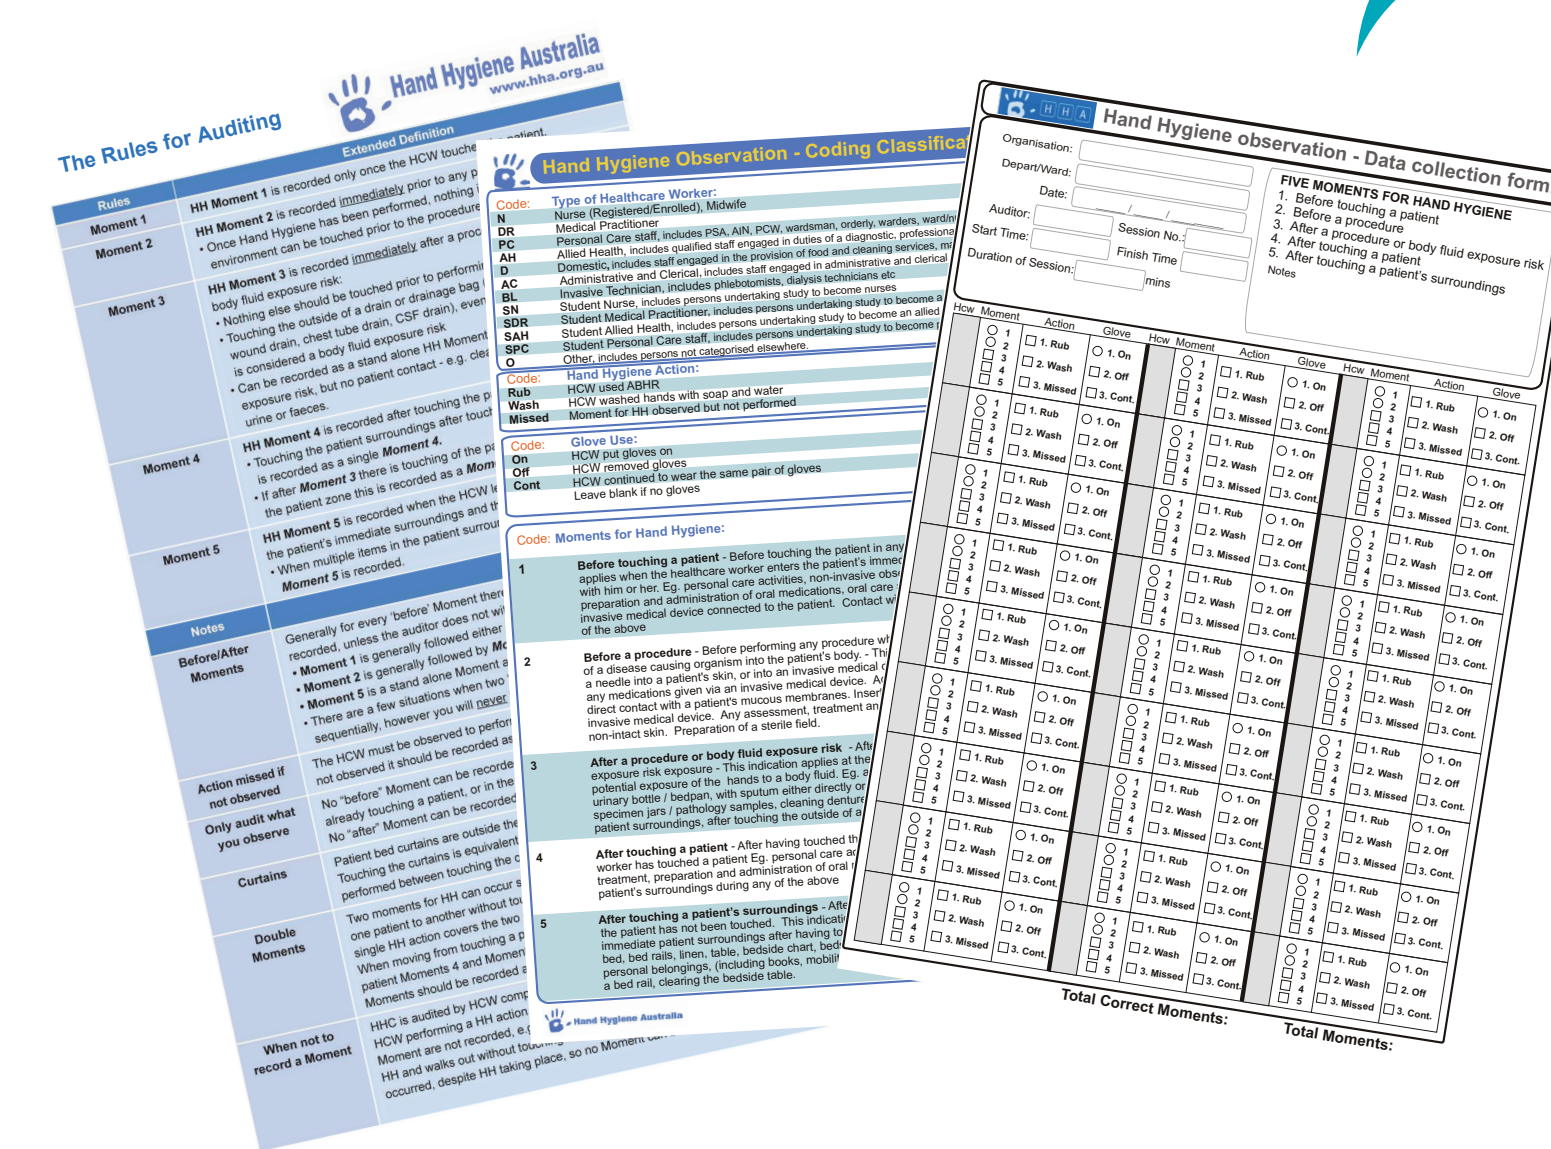 Hand Hygiene Australia
www.hha.org.au
The Rules for Auditing
Rules
Extended Definition
Moment 1
HH Moment 1 is recorded only once the HCW touche
patient.
Moment 2
HH Moment 2 is recorded immediately prior to any p
• Once Hand Hygiene has been performed, nothing
environment can be touched prior to the procedure
Moment 3
HH Moment 3 is recorded immediately after a proc
body fluid exposure risk:
• Nothing else should be touched prior to performi
• Touching the outside of a drain or drainage bag (
wound drain, chest tube drain, CSF drain), even
is considered a body fluid exposure risk
• Can be recorded as a stand alone HH Moment
exposure risk, but no patient contact - e.g. clea
urine or faeces.
Moment 4
HH Moment 4 is recorded after touching the p
• Touching the patient surroundings after touch
is recorded as a single Moment 4.
• If after Moment 3 there is touching of the pa
the patient zone this is recorded as a Mom
Moment 5
HH Moment 5 is recorded when the HCW le
the patient's immediate surroundings and th
• When multiple items in the patient surrou
Moment 5 is recorded.
Notes
Before/After
Moments
Generally for every 'before' Moment there
recorded, unless the auditor does not wit
• Moment 1 is generally followed either
• Moment 2 is generally followed by Mo
• Moment 5 is a stand alone Moment a
• There are a few situations when two
sequentially, however you will never
Action missed if
not observed
The HCW must be observed to perform
not observed it should be recorded as
Only audit what
you observe
No "before" Moment can be recorde
already touching a patient, or in the
No "after" Moment can be recorded
Curtains
Patient bed curtains are outside the
Touching the curtains is equivalent
performed between touching the c
Double
Moments
Two moments for HH can occur s
one patient to another without tou
single HH action covers the two
When moving from touching a p
patient Moments 4 and Moment
Moments should be recorded a
When not to
record a Moment
HHC is audited by HCW comp
HCW performing a HH action
Moment are not recorded, e.g
HH and walks out without touching
occurred, despite HH taking place, so no Moment can
Hand Hygiene Observation - Coding Classifica
Code: Type of Healthcare Worker:
N Nurse (Registered/Enrolled), Midwife
DR Medical Practitioner
PC Personal Care staff, includes PSA, AIN, PCW, wardsman, orderly, warders, ward/n
AH Allied Health, includes qualified staff engaged in duties of a diagnostic, professiona
D Domestic, includes staff engaged in the provision of food and cleaning services, ma
AC Administrative and Clerical, includes staff engaged in administrative and clerical
BL Invasive Technician, includes phlebotomists, dialysis technicians etc
SN Student Nurse, includes persons undertaking study to become nurses
SDR Student Medical Practitioner, includes persons undertaking study to become a
SAH Student Allied Health, includes persons undertaking study to become an allied
SPC Student Personal Care staff, includes persons undertaking study to become p
O Other, includes persons not categorised elsewhere.
Code: Hand Hygiene Action:
Rub HCW used ABHR
Wash HCW washed hands with soap and water
Missed Moment for HH observed but not performed
Code: Glove Use:
On HCW put gloves on
Off HCW removed gloves
Cont HCW continued to wear the same pair of gloves
Leave blank if no gloves
Code: Moments for Hand Hygiene:
1 Before touching a patient - Before touching the patient in any
applies when the healthcare worker enters the patient's immed
with him or her. Eg. personal care activities, non-invasive obse
preparation and administration of oral medications, oral care
invasive medical device connected to the patient. Contact wi
of the above
2 Before a procedure - Before performing any procedure wh
of a disease causing organism into the patient's body. - Thi
a needle into a patient's skin, or into an invasive medical d
any medications given via an invasive medical device. A
direct contact with a patient's mucous membranes. Insert
invasive medical device. Any assessment, treatment an
non-intact skin. Preparation of a sterile field.
3 After a procedure or body fluid exposure risk - Afte
exposure risk exposure - This indication applies at the
potential exposure of the hands to a body fluid. Eg. a
urinary bottle / bedpan, with sputum either directly or
specimen jars / pathology samples, cleaning denture
patient surroundings, after touching the outside of a
4 After touching a patient - After having touched th
worker has touched a patient Eg. personal care ac
treatment, preparation and administration of oral
patient's surroundings during any of the above
5 After touching a patient's surroundings - Afte
the patient has not been touched. This indicati
immediate patient surroundings after having to
bed, bed rails, linen, table, bedside chart, beds
personal belongings, (including books, mobilit
a bed rail, clearing the bedside table.
Hand Hygiene Australia
HHA
Hand Hygiene observation - Data collection form
Organisation:
Depart/Ward:
Date: ____/____/____
Auditor:
Session No.:
Start Time:
Finish Time
Duration of Session:
mins
FIVE MOMENTS FOR HAND HYGIENE
1. Before touching a patient
2. Before a procedure
3. After a procedure or body fluid exposure risk
4. After touching a patient
5. After touching a patient's surroundings
Notes
Hcw Moment Action Glove Hcw Moment Action Glove Hcw Moment Action Glove
1 1. Rub 1. On
2 2. Wash 2. Off
3 3. Missed 3. Cont.
4
5
Total Correct Moments:
Total Moments: